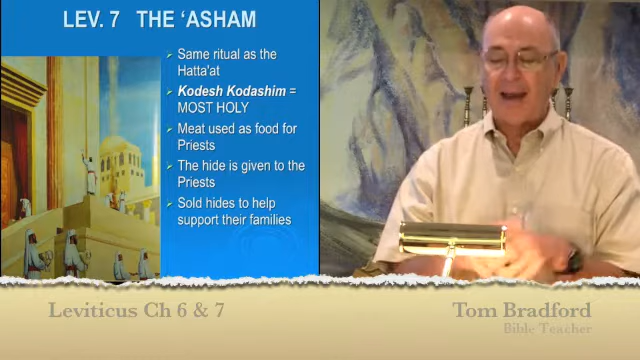 LEV. 7 THE ‘ASHAM
Same ritual as the
Hatta'at
Kodesh Kodashim =
MOST HOLY
Meat used as food for
Priests
The hide is given to the
Priests
Sold hides to help
support their families
Leviticus Ch 6 & 7
Tom Bradford
Bible Teacher